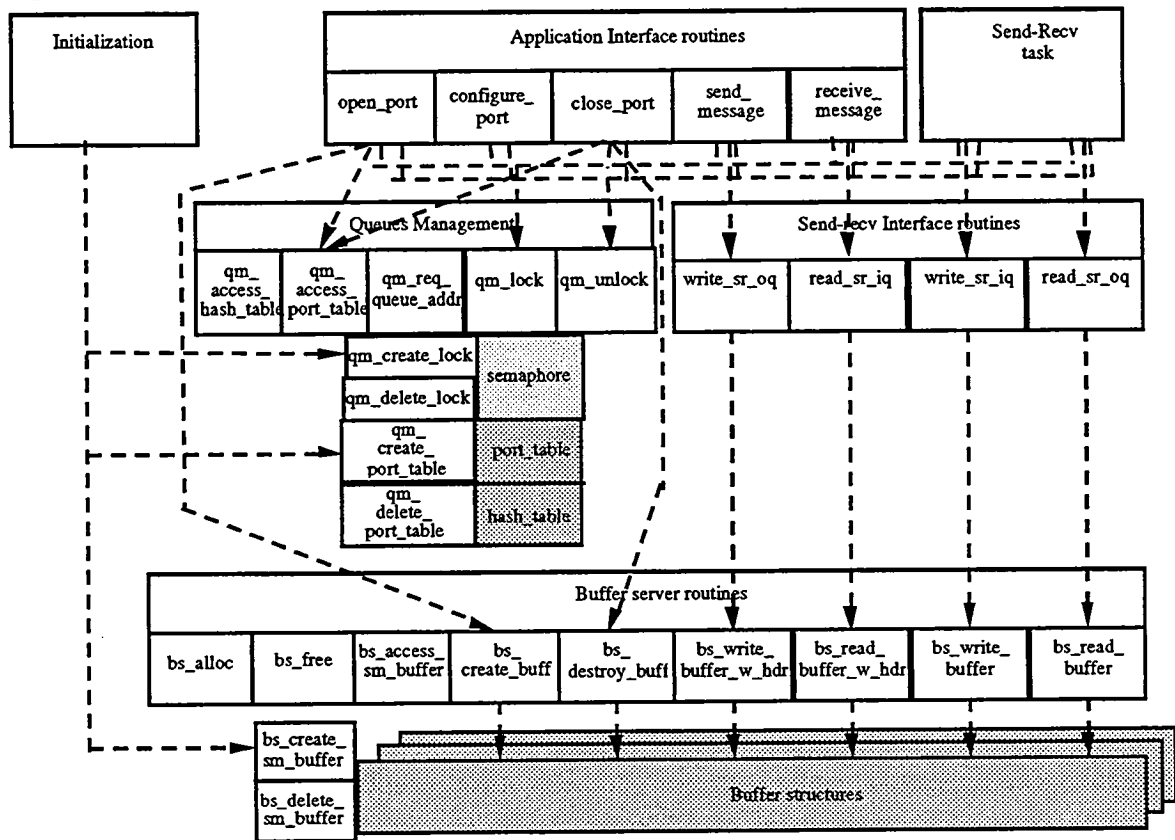 Initialization
Application Interface routines
Send-Recv
task
open_port
configure_
port
close_port
send_
message
receive_
message
Queues Management
Send-recv Interface routines
qm_
access_
hash_table
qm_
access_
port_table
qm_req_
queue_addr
qm_lock
qm_unlock
write_sr_oq
read_sr_iq
write_sr_iq
read_sr_oq
qm_create_lock
semaphore
qm_delete_lock
qm_
create_
port_table
port_table
qm_
delete_
port_table
hash_table
Buffer server routines
bs_alloc
bs_free
bs_access_
sm_buffer
bs_
create_buff
bs_
destroy_buff
bs_write_
buffer_w_hdr
bs_read_
buffer_w_hdr
bs_write_
buffer
bs_read_
buffer
bs_create_
sm_buffer
bs_delete_
sm_buffer
Buffer structures